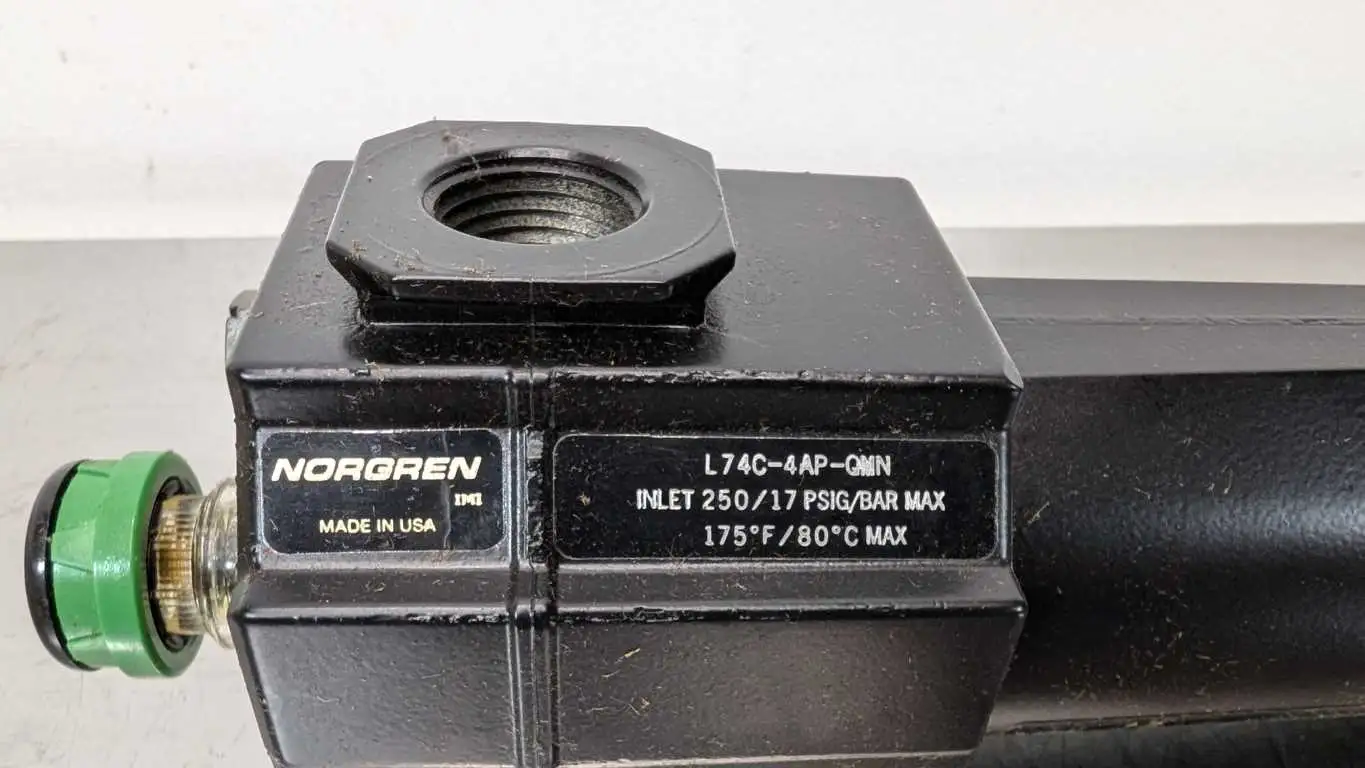 NORGREN
IMI
MADE IN USA
L74C-4AP-QMN
INLET 250/17 PSIG/BAR MAX
175°F/80°C MAX